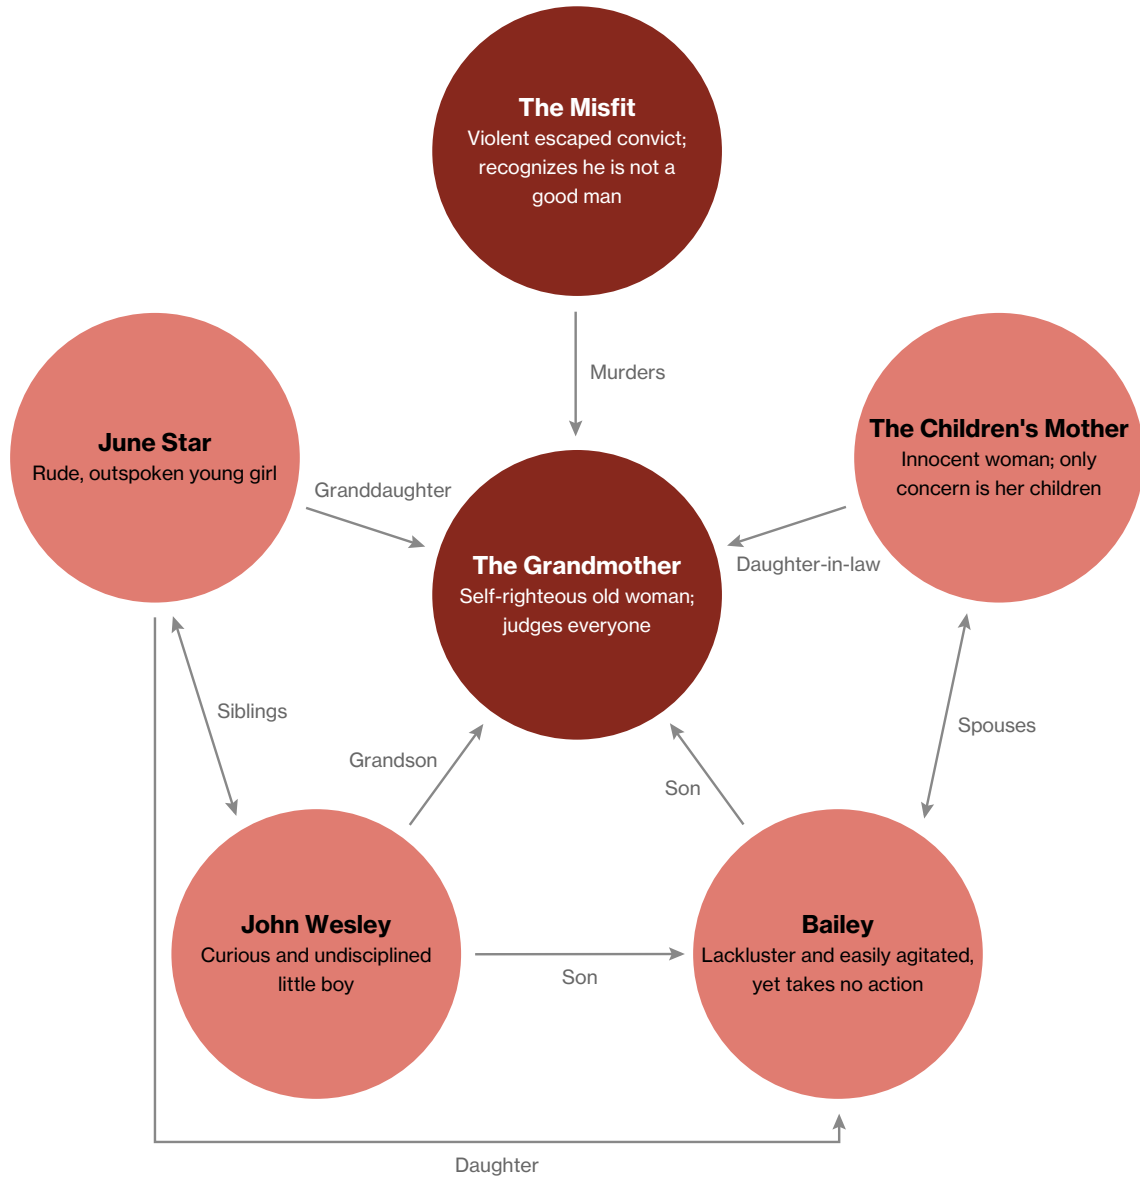 The Misfit
Violent escaped convict;
recognizes he is not a
good man
Murders
June Star
Rude, outspoken young girl
The Children's Mother
Innocent woman; only
concern is her children
Granddaughter
Daughter-in-law
The Grandmother
Self-righteous old woman;
judges everyone
Siblings
Spouses
Grandson
Son
John Wesley
Curious and undisciplined
little boy
Son
Bailey
Lackluster and easily agitated,
yet takes no action
Daughter